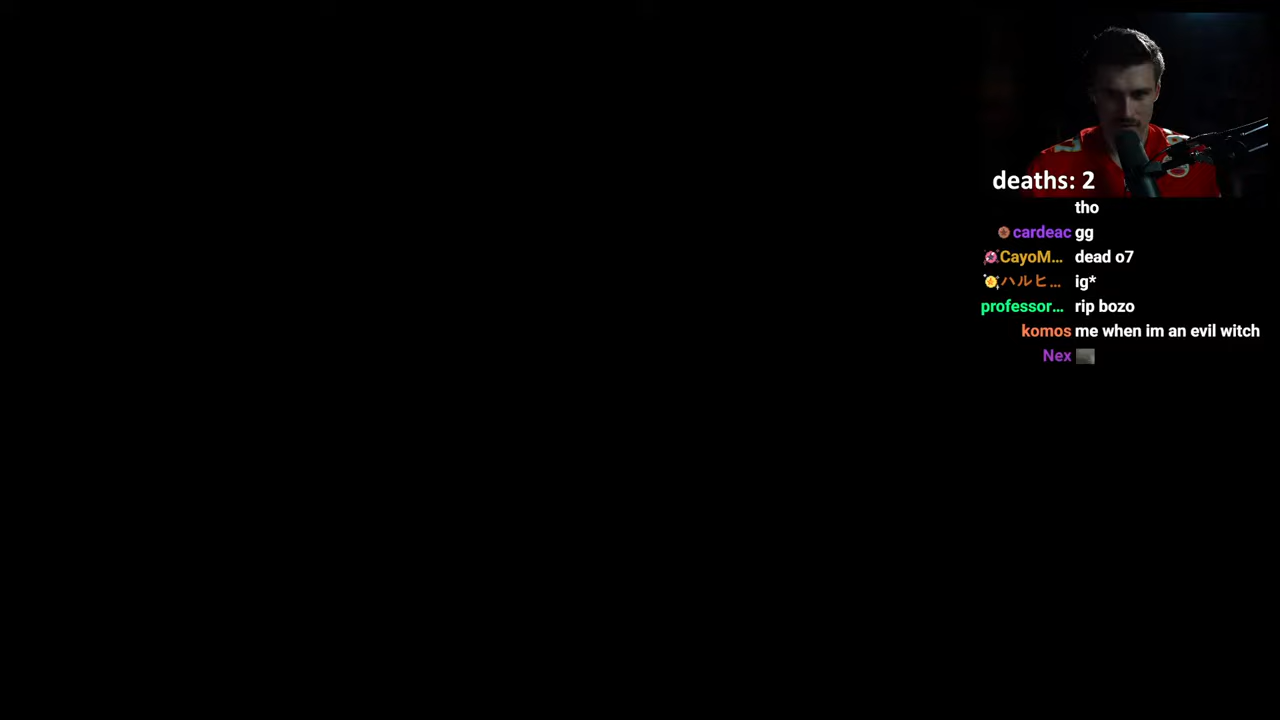 deaths: 2
tho
cardeac gg
CayoM... dead o7
ハルヒ... ig*
professor... rip bozo
komos me when im an evil witch
Nex